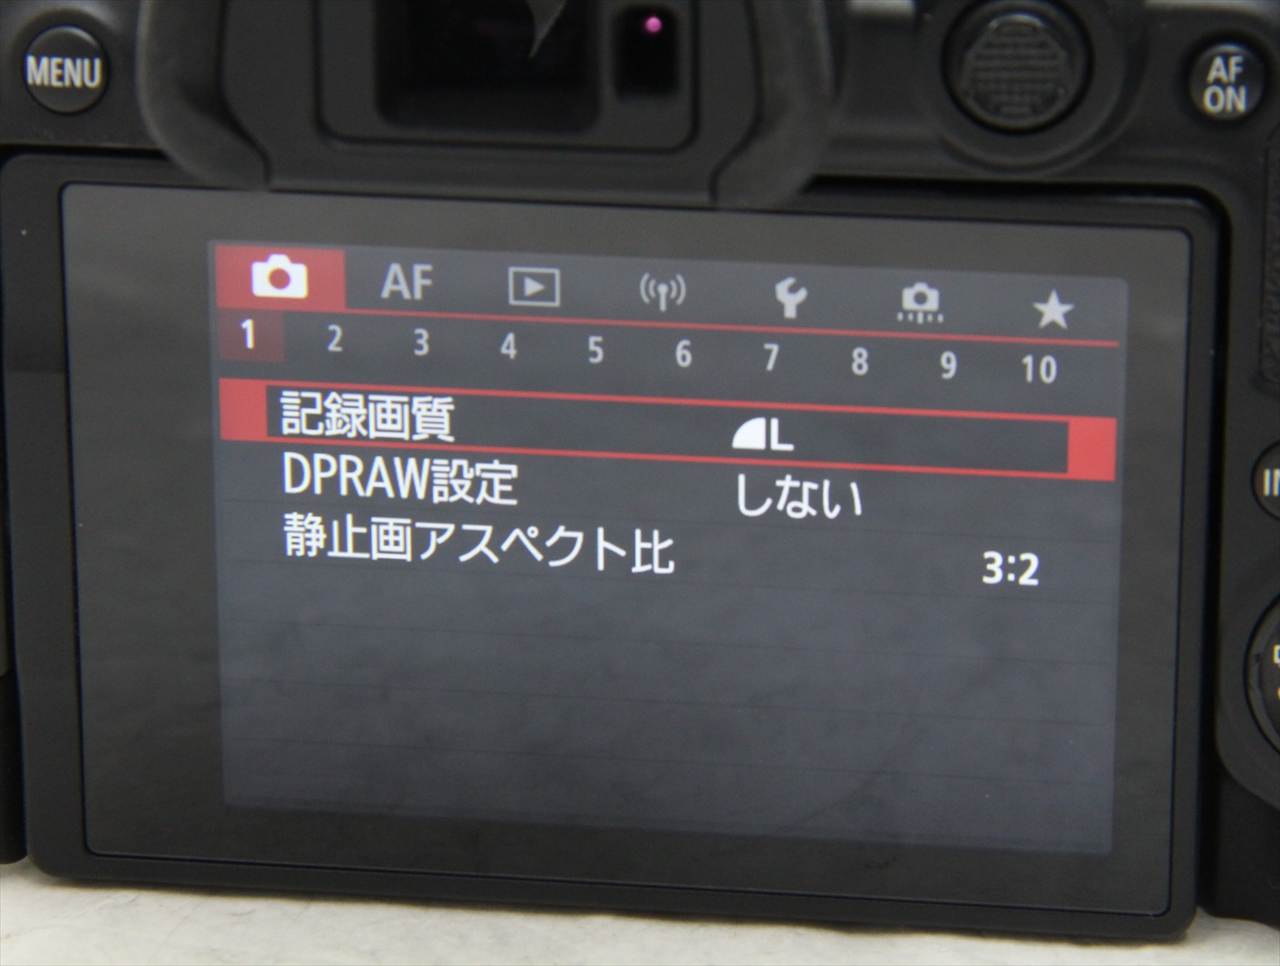 MENU
AF
ON
AF
1 2 3 4 5 6 7 8 9 10
記録画質 L
DPRAW設定 しない
静止画アスペクト比 3:2